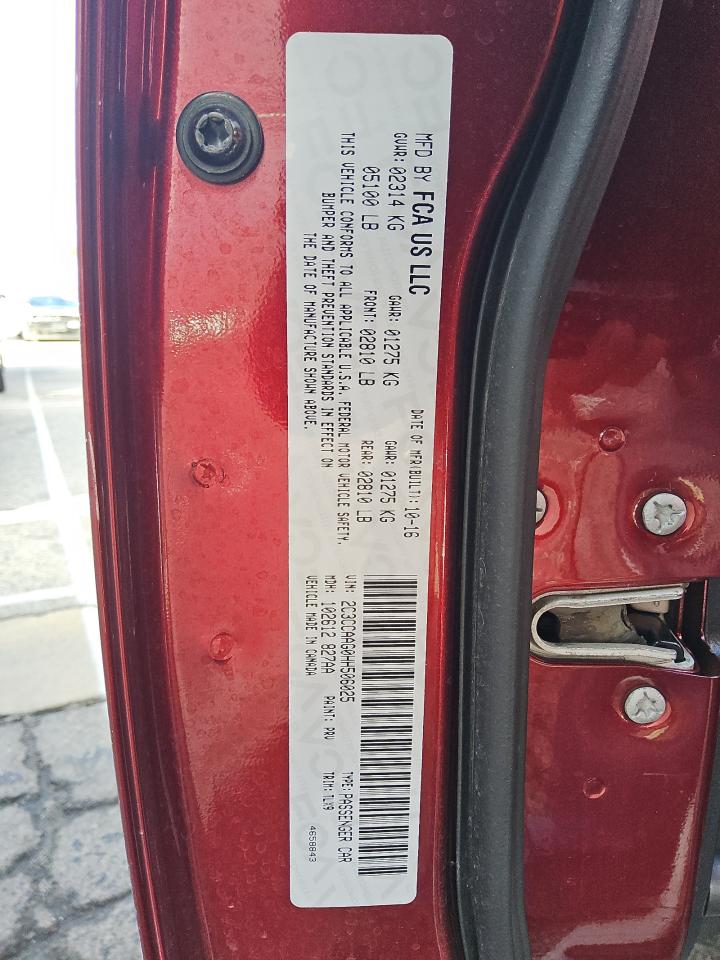 MFD BY FCA US LLC DATE OF MFR(BUILT): 10-16
GVWR: 02314 KG GAWR: 01275 KG GAWR: 01275 KG
05100 LB FRONT: 02810 LB REAR: 02810 LB
THIS VEHICLE CONFORMS TO ALL APPLICABLE U.S.A. FEDERAL MOTOR VEHICLE SAFETY,
BUMPER AND THEFT PREVENTION STANDARDS IN EFFECT ON
THE DATE OF MANUFACTURE SHOWN ABOVE.
VIN: 2C3CCAAG0HH506025 TYPE: PASSENGER CAR
MDH: 102612 827AA PAINT: PRV TRIM: TLX9
VEHICLE MADE IN CANADA 4658843